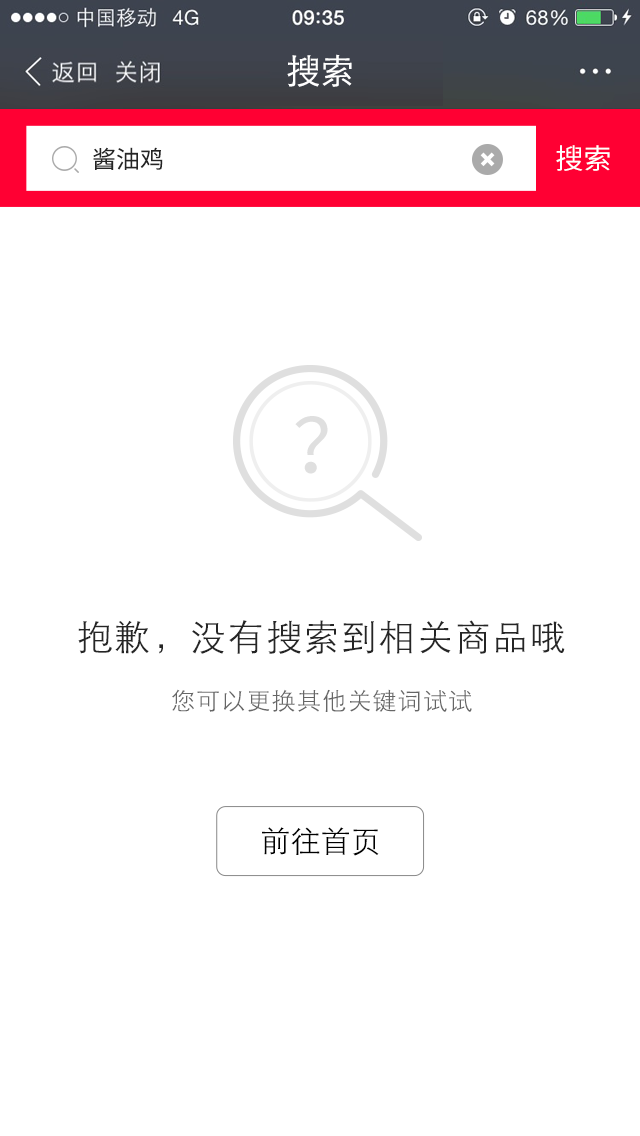 中国移动 4G 09:35 68%
返回 关闭 搜索
酱油鸡 搜索
?
抱歉，没有搜索到相关商品哦
您可以更换其他关键词试试
前往首页